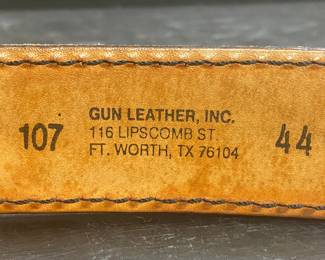 GUN LEATHER, INC.
107 116 LIPSCOMB ST. 44
FT. WORTH, TX 76104